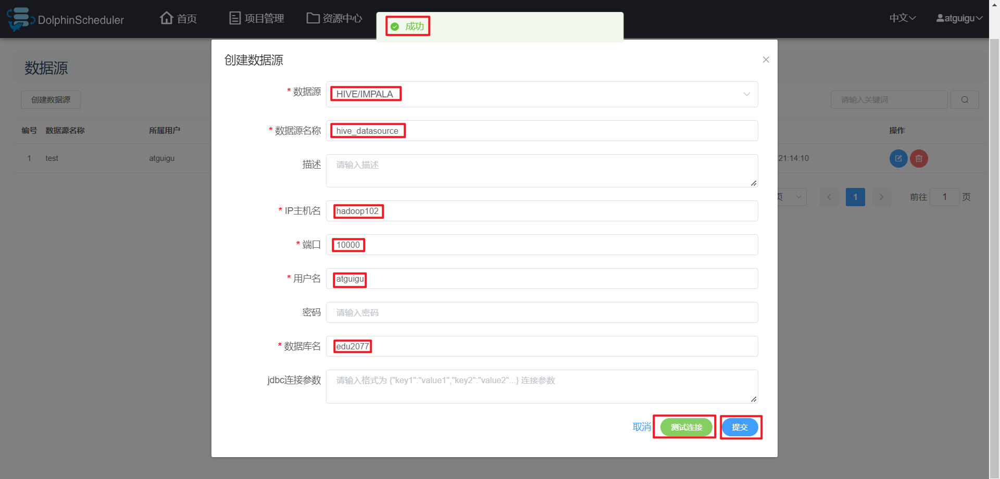 DolphinScheduler 首页 项目管理 资源中心 中文 atguigu
成功
数据源
创建数据源
请输入关键词
编号 数据源名称 所属用户 操作
1 test atguigu 21:14:10
页 1 前往 1 页
创建数据源
* 数据源 HIVE/IMPALA
* 数据源名称 hive_datasource
描述 请输入描述
* IP主机名 hadoop102
* 端口 10000
* 用户名 atguigu
密码 请输入密码
* 数据库名 edu2077
jdbc连接参数 请输入格式为 {"key1":"value1","key2":"value2"...} 连接参数
取消 测试连接 提交